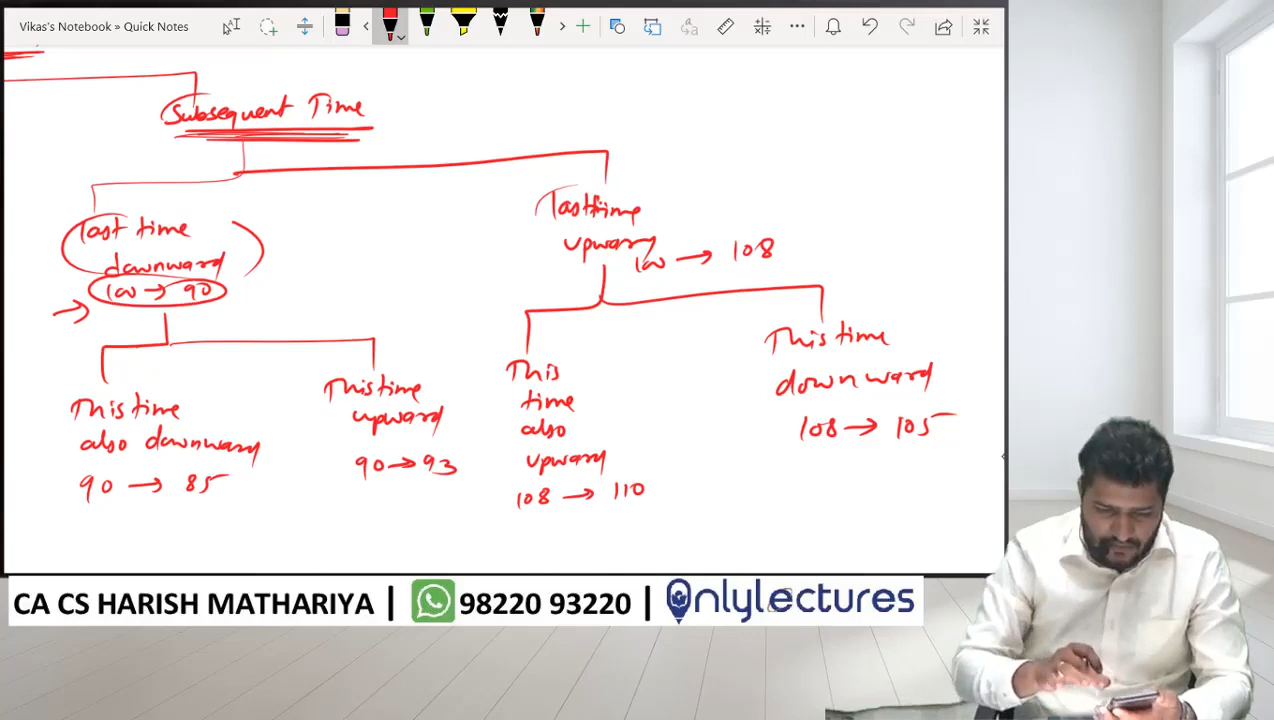 Vikas's Notebook » Quick Notes
Subsequent Time
Last time
downward
100 → 90
Last time
upward
100 → 108
This time
also downward
90 → 85
This time
upward
90 → 93
This
time
also
upward
108 → 110
This time
downward
108 → 105
CA CS HARISH MATHARIYA | 98220 93220 | Onlylectures